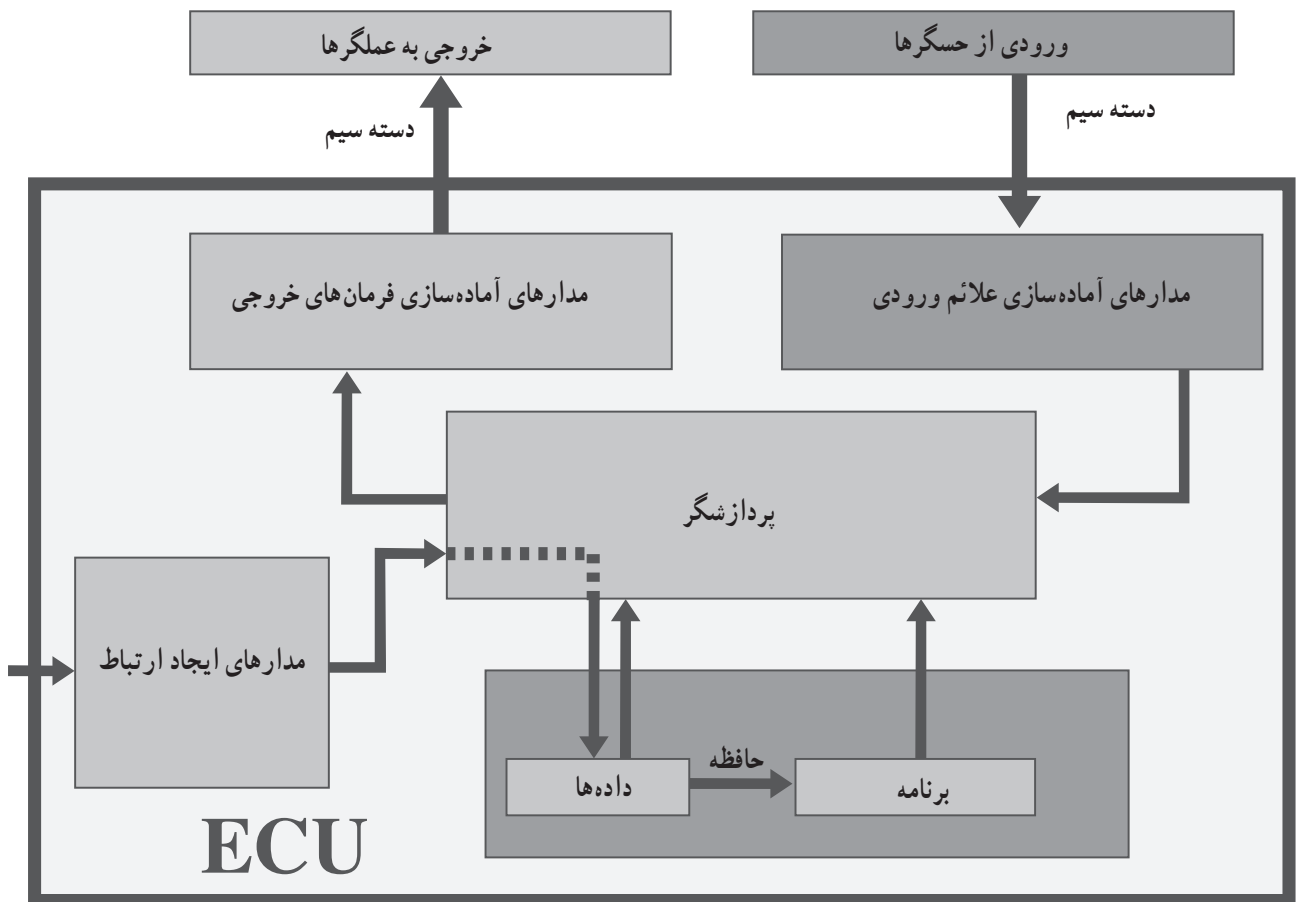 ورودی از حسگرها
خروجی به عملگرها
دسته سیم
دسته سیم
مدارهای آماده‌سازی علائم ورودی
مدارهای آماده‌سازی فرمان‌های خروجی
پردازشگر
مدارهای ایجاد ارتباط
حافظه
برنامه
داده‌ها
ECU